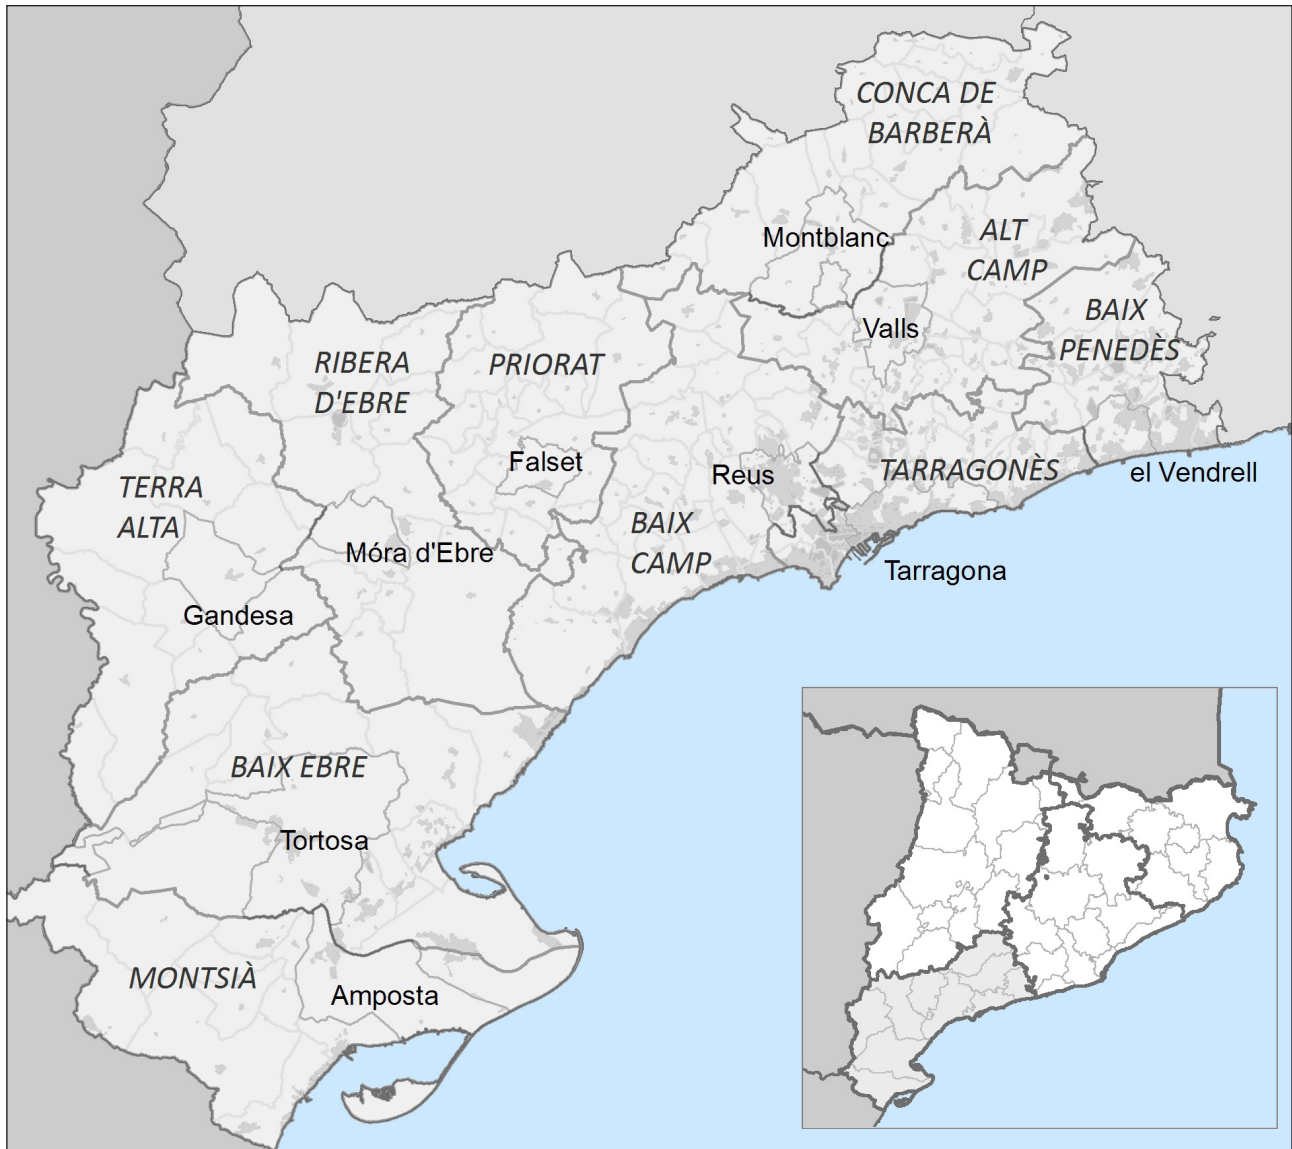 CONCA DE
BARBERÀ
Montblanc
ALT
CAMP
BAIX
PENEDÈS
Valls
RIBERA
D'EBRE
PRIORAT
Falset
Reus
TARRAGONÈS
el Vendrell
TERRA
ALTA
BAIX
CAMP
Móra d'Ebre
Tarragona
Gandesa
BAIX EBRE
Tortosa
MONTSIÀ
Amposta